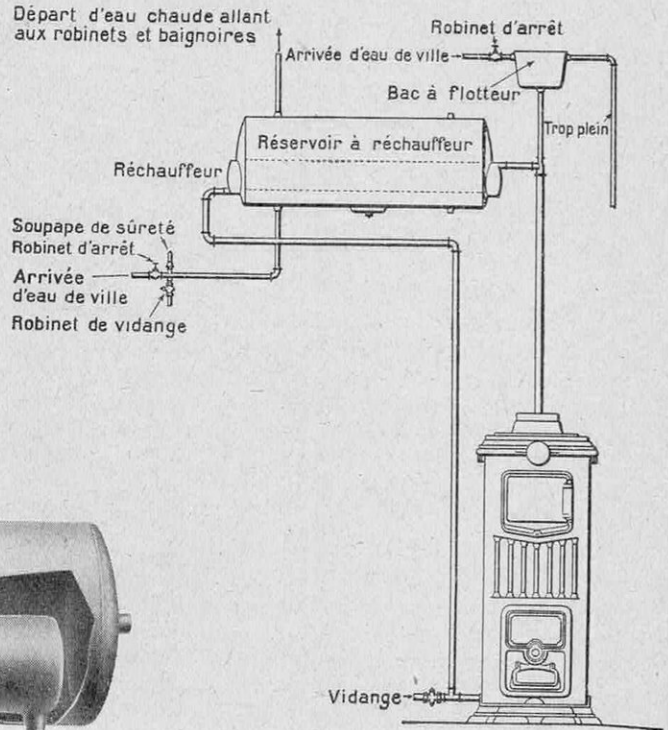 Départ d'eau chaude allant
aux robinets et baignoires
Robinet d'arrêt
Arrivée d'eau de ville
Bac à flotteur
Trop plein
Réservoir à réchauffeur
Réchauffeur
Soupape de sûreté
Robinet d'arrêt
Arrivée
d'eau de ville
Robinet de vidange
Vidange